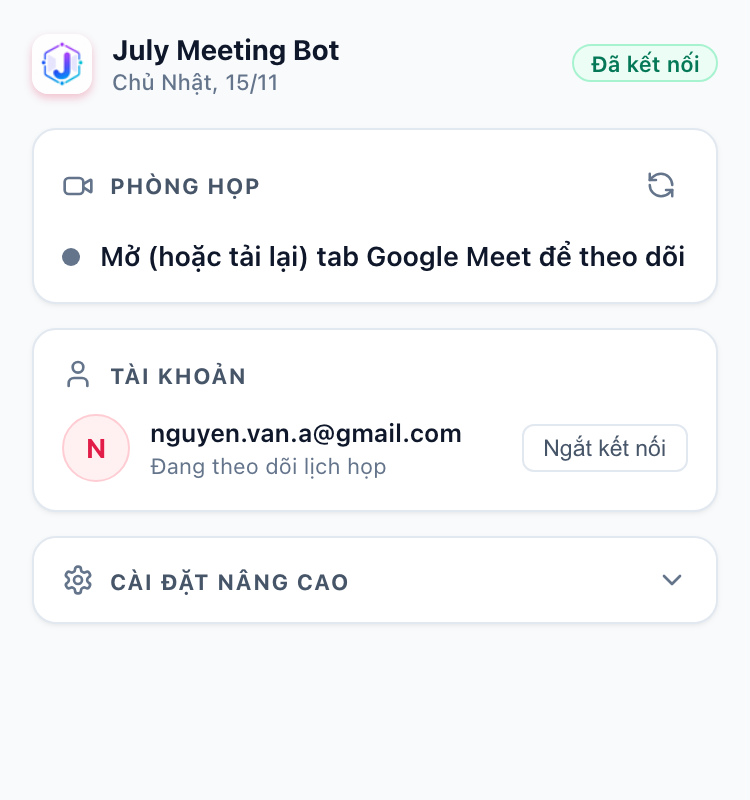 July Meeting Bot
Chủ Nhật, 15/11
Đã kết nối
PHÒNG HỌP
Mở (hoặc tải lại) tab Google Meet để theo dõi
TÀI KHOẢN
N
nguyen.van.a@gmail.com
Đang theo dõi lịch họp
Ngắt kết nối
CÀI ĐẶT NÂNG CAO